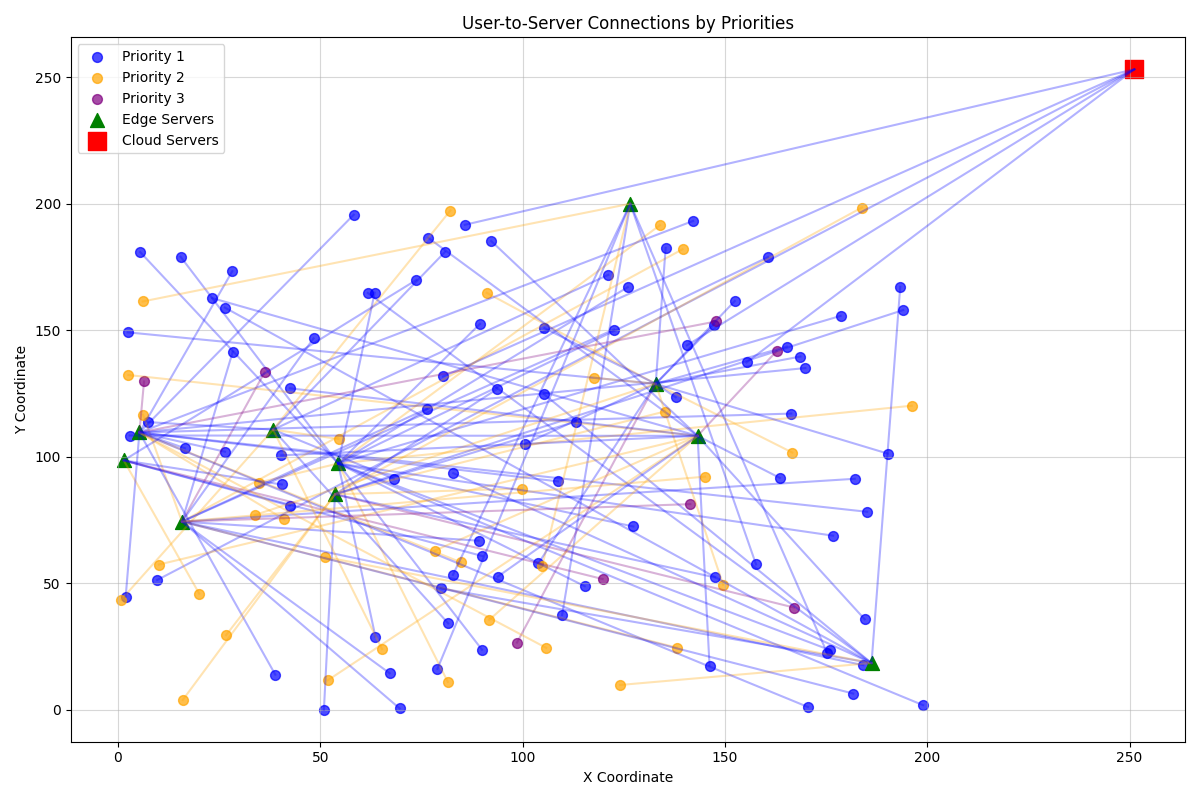 User-to-Server Connections by Priorities
Priority 1
Priority 2
Priority 3
Edge Servers
Cloud Servers
Y Coordinate
250
200
150
100
50
0
0 50 100 150 200 250
X Coordinate